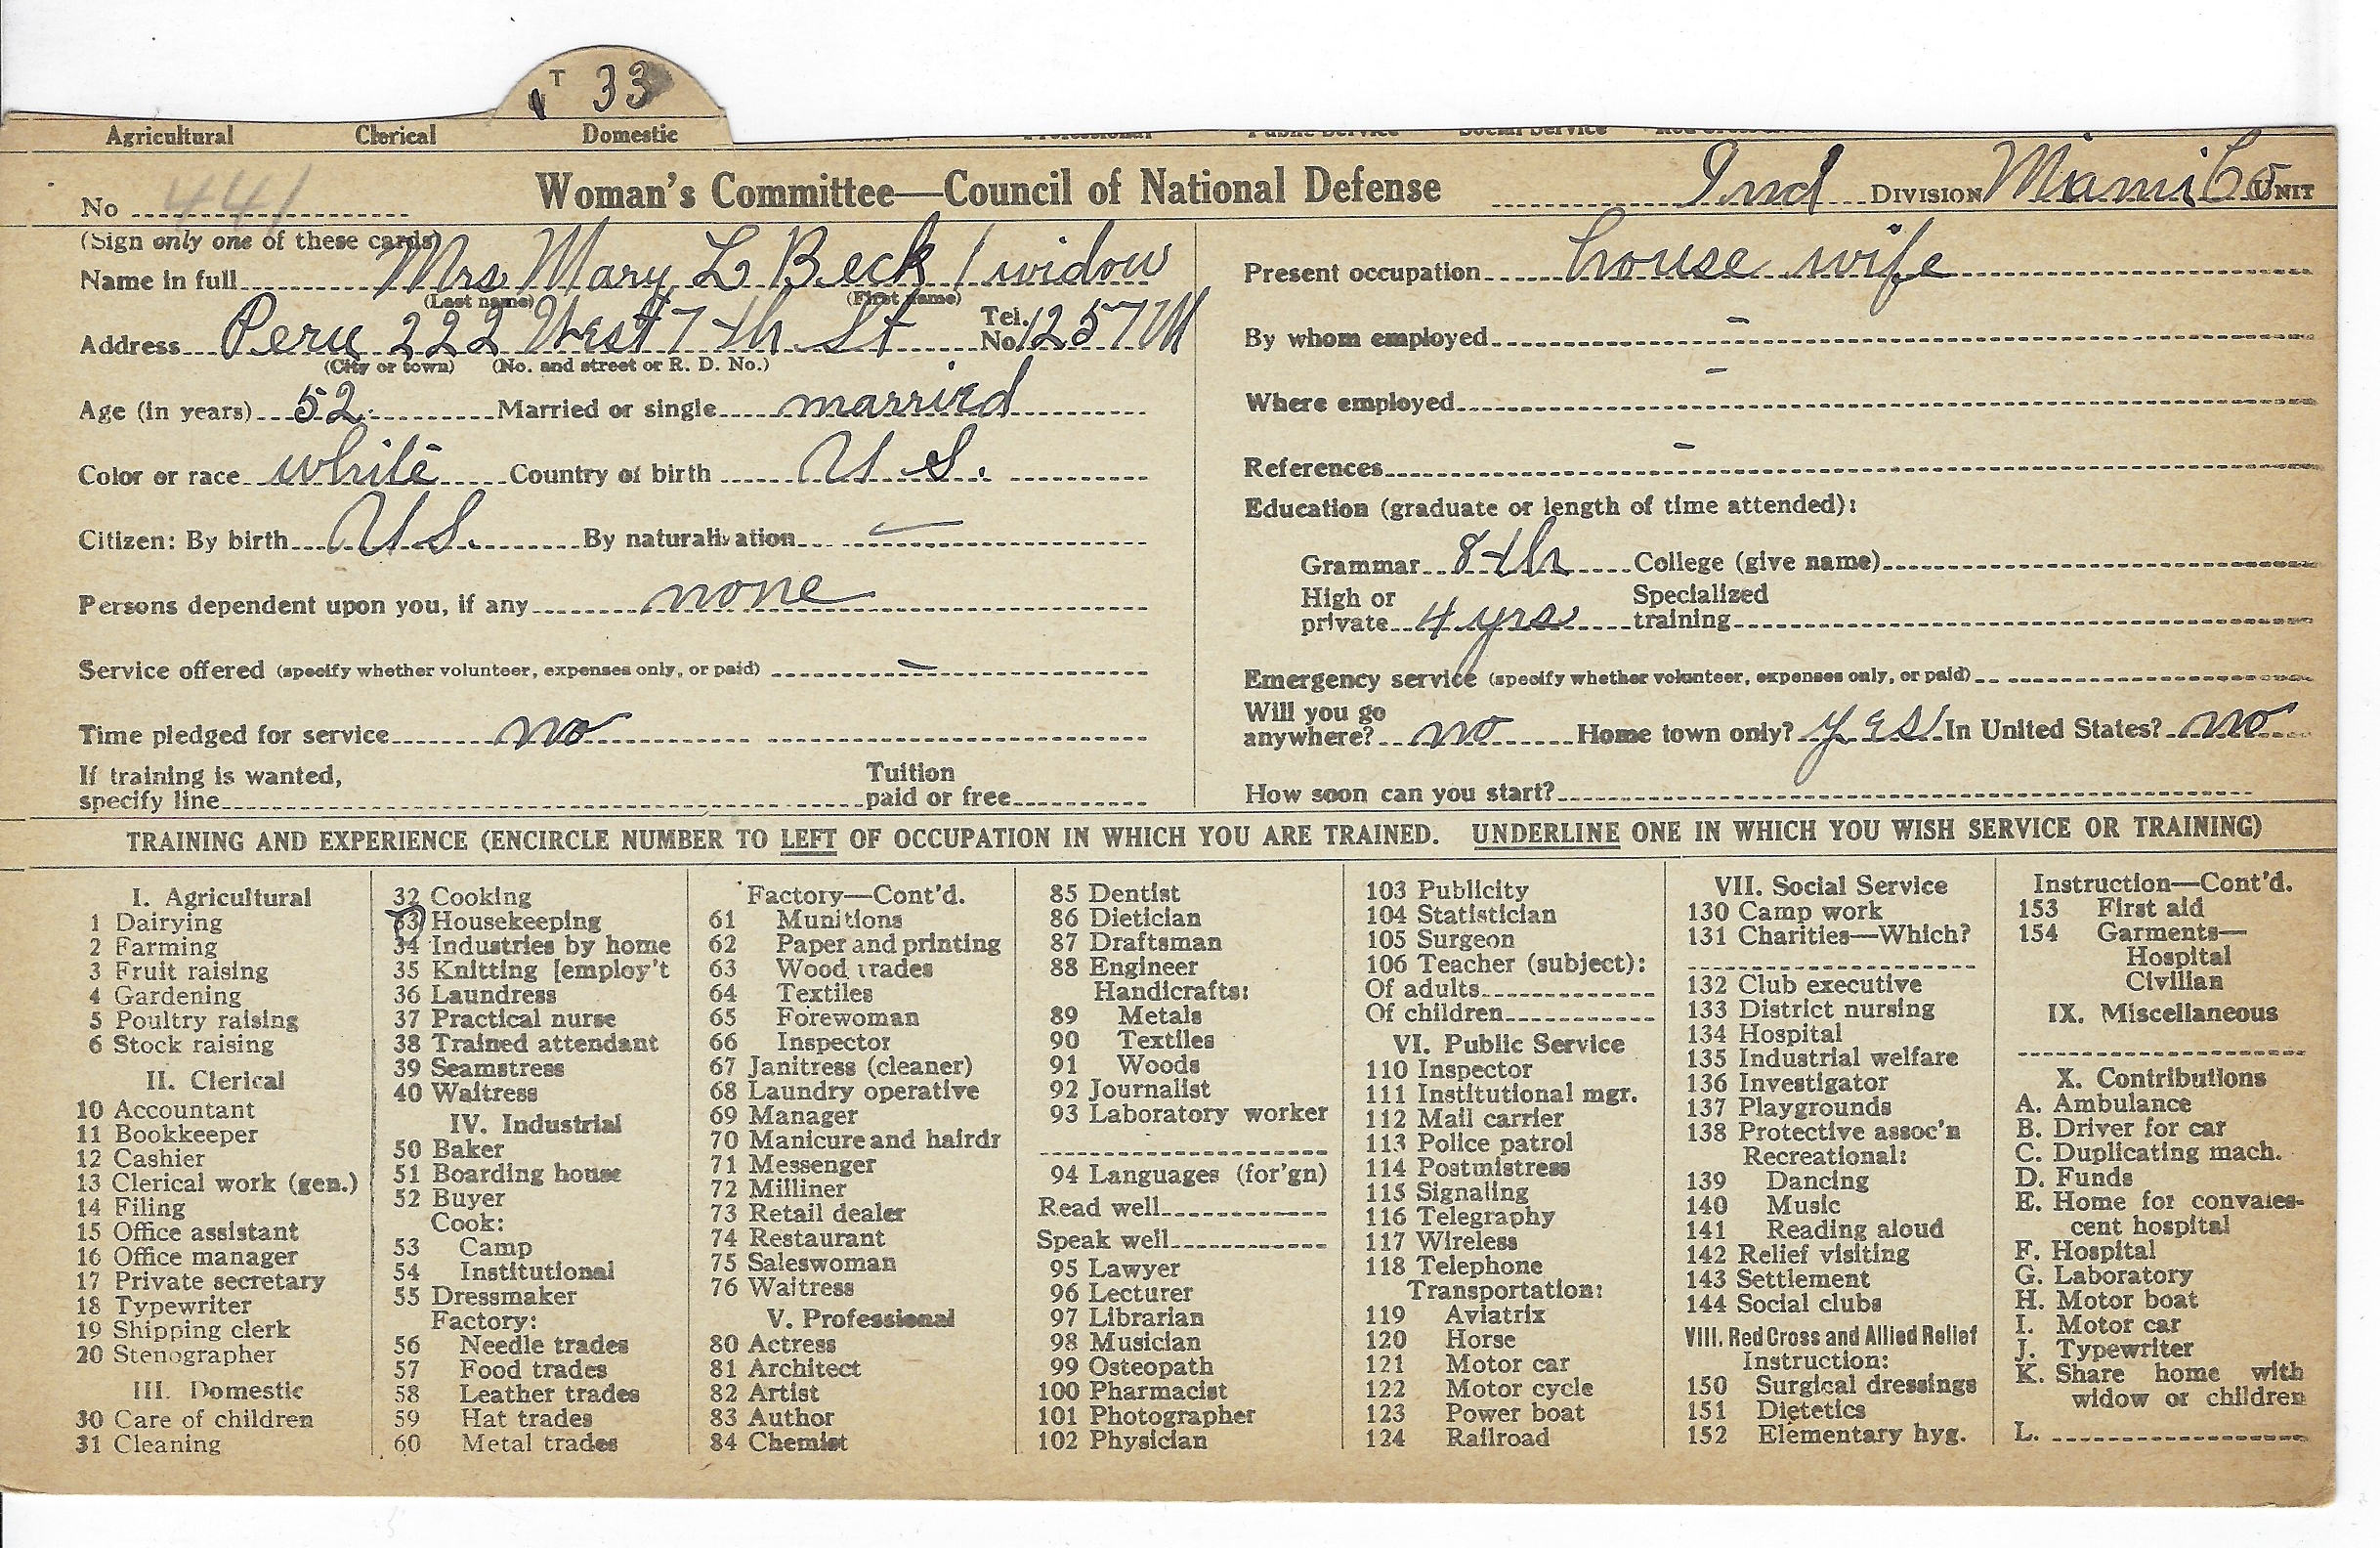 T 33
Agricultural Clerical Domestic Professional Public Service Social Service
No 441 Woman's Committee—Council of National Defense Ind DIVISION Miami Co UNIT
(Sign only one of these cards)
Name in full Mrs Mary L Beck / widow
(Last name) (First name)
Address Peru 222 West 7th St Tel. No. 1257M
(City or town) (No. and street or R. D. No.)
Age (in years) 52 Married or single married
Color or race white Country of birth U.S.
Citizen: By birth U.S. By naturalization —
Persons dependent upon you, if any none
Service offered (specify whether volunteer, expenses only, or paid) —
Time pledged for service no
If training is wanted,
specify line Tuition paid or free
Present occupation house wife
By whom employed —
Where employed —
References —
Education (graduate or length of time attended):
Grammar 8th College (give name)
High or private 4 yrs Specialized training
Emergency service (specify whether volunteer, expenses only, or paid)
Will you go anywhere? no Home town only? yes In United States? no
How soon can you start?
TRAINING AND EXPERIENCE (ENCIRCLE NUMBER TO LEFT OF OCCUPATION IN WHICH YOU ARE TRAINED. UNDERLINE ONE IN WHICH YOU WISH SERVICE OR TRAINING)
I. Agricultural
1 Dairying
2 Farming
3 Fruit raising
4 Gardening
5 Poultry raising
6 Stock raising
II. Clerical
10 Accountant
11 Bookkeeper
12 Cashier
13 Clerical work (gen.)
14 Filing
15 Office assistant
16 Office manager
17 Private secretary
18 Typewriter
19 Shipping clerk
20 Stenographer
III. Domestic
30 Care of children
31 Cleaning
32 Cooking
33 Housekeeping
34 Industries by home
35 Knitting [employ't
36 Laundress
37 Practical nurse
38 Trained attendant
39 Seamstress
40 Waitress
IV. Industrial
50 Baker
51 Boarding house
52 Buyer
Cook:
53 Camp
54 Institutional
55 Dressmaker
Factory:
56 Needle trades
57 Food trades
58 Leather trades
59 Hat trades
60 Metal trades
Factory—Cont'd.
61 Munitions
62 Paper and printing
63 Wood trades
64 Textiles
65 Forewoman
66 Inspector
67 Janitress (cleaner)
68 Laundry operative
69 Manager
70 Manicure and hairdr
71 Messenger
72 Milliner
73 Retail dealer
74 Restaurant
75 Saleswoman
76 Waitress
V. Professional
80 Actress
81 Architect
82 Artist
83 Author
84 Chemist
85 Dentist
86 Dietician
87 Draftsman
88 Engineer
Handicrafts:
89 Metals
90 Textiles
91 Woods
92 Journalist
93 Laboratory worker
94 Languages (for'gn)
Read well
Speak well
95 Lawyer
96 Lecturer
97 Librarian
98 Musician
99 Osteopath
100 Pharmacist
101 Photographer
102 Physician
103 Publicity
104 Statistician
105 Surgeon
106 Teacher (subject):
Of adults
Of children
VI. Public Service
110 Inspector
111 Institutional mgr.
112 Mail carrier
113 Police patrol
114 Postmistress
115 Signaling
116 Telegraphy
117 Wireless
118 Telephone
Transportation:
119 Aviatrix
120 Horse
121 Motor car
122 Motor cycle
123 Power boat
124 Railroad
VII. Social Service
130 Camp work
131 Charities—Which?
132 Club executive
133 District nursing
134 Hospital
135 Industrial welfare
136 Investigator
137 Playgrounds
138 Protective assoc'n
Recreational:
139 Dancing
140 Music
141 Reading aloud
142 Relief visiting
143 Settlement
144 Social clubs
VIII. Red Cross and Allied Relief
Instruction:
150 Surgical dressings
151 Dietetics
152 Elementary hyg.
Instruction—Cont'd.
153 First aid
154 Garments—
Hospital
Civilian
IX. Miscellaneous
X. Contributions
A. Ambulance
B. Driver for car
C. Duplicating mach.
D. Funds
E. Home for convales-
cent hospital
F. Hospital
G. Laboratory
H. Motor boat
I. Motor car
J. Typewriter
K. Share home with
widow or children
L.